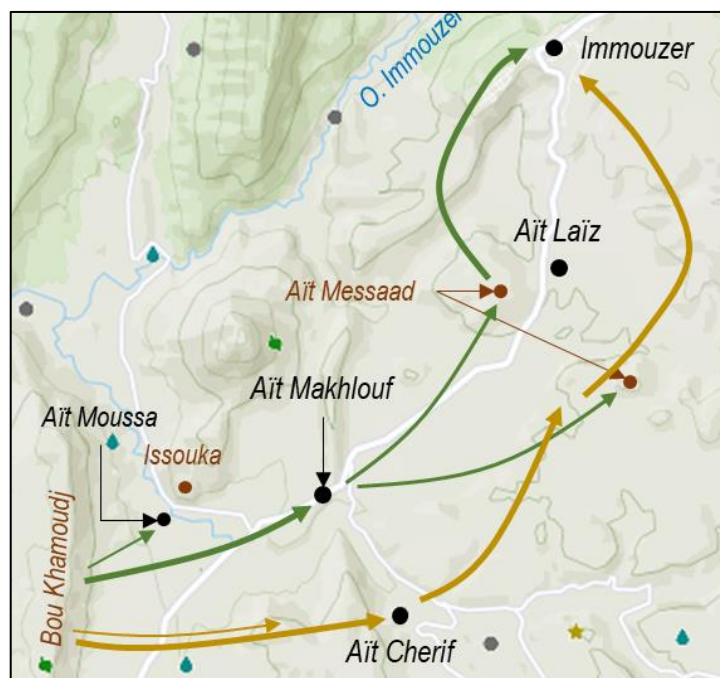 O. Immouzer
Immouzer
Aït Laïz
Aït Messaad
Aït Makhlouf
Aït Moussa
Issouka
Bou Khamoudj
Aït Cherif